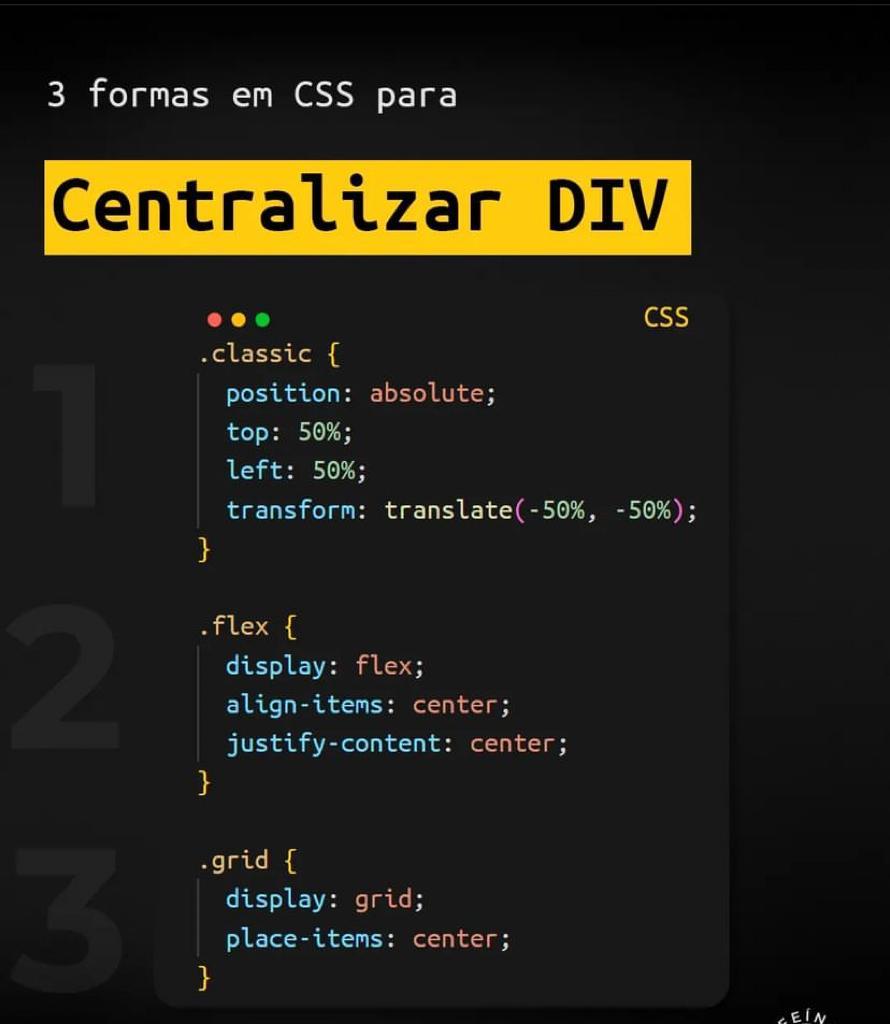 3 formas em CSS para
Centralizar DIV
CSS
1
.classic {
position: absolute;
top: 50%;
left: 50%;
transform: translate(-50%, -50%);
}
2
.flex {
display: flex;
align-items: center;
justify-content: center;
}
3
.grid {
display: grid;
place-items: center;
}